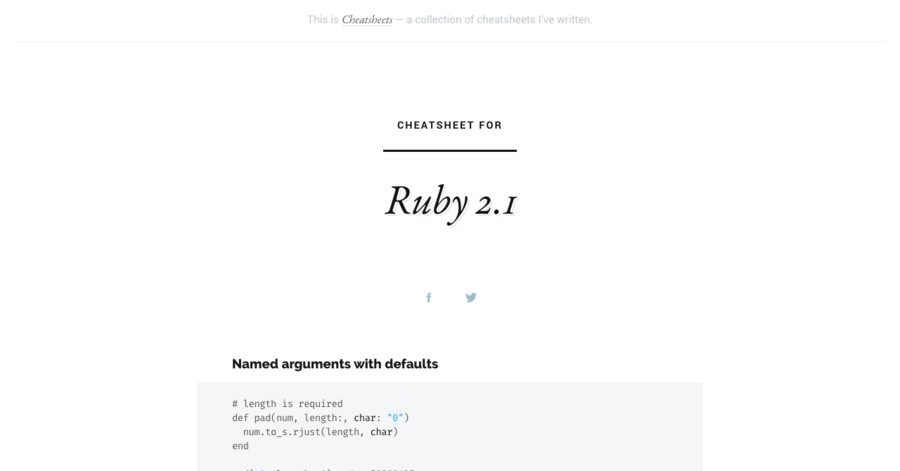 This is Cheatsheets — a collection of cheatsheets I've written.
CHEATSHEET FOR
Ruby 2.1
Named arguments with defaults
# length is required
def pad(num, length:, char: "0")
  num.to_s.rjust(length, char)
end